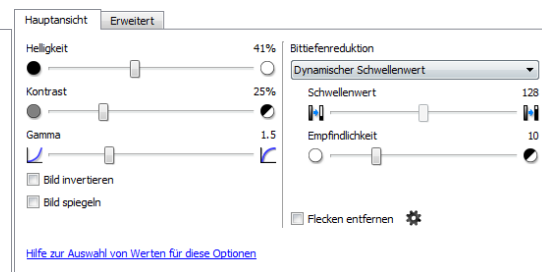 Hauptansicht Erweitert
Helligkeit 41%
Kontrast 25%
Gamma 1.5
Bild invertieren
Bild spiegeln
Bittiefenreduktion
Dynamischer Schwellenwert
Schwellenwert 128
Empfindlichkeit 10
Flecken entfernen
Hilfe zur Auswahl von Werten für diese Optionen